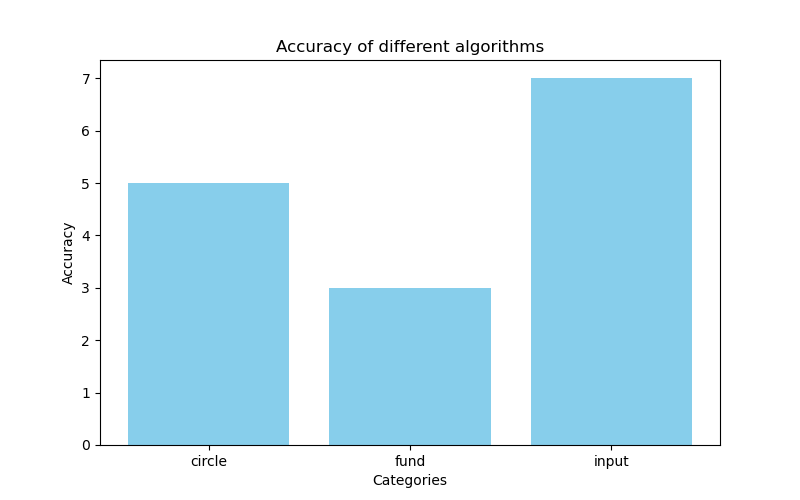 Accuracy of different algorithms
7
6
5
4
3
2
1
0
Accuracy
circle fund input
Categories